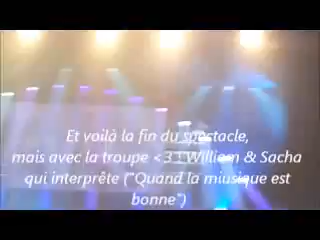 Et voilà la fin du spectacle,
mais avec la troupe <3 ! William & Sacha
qui interprête ("Quand la miusique est
bonne")